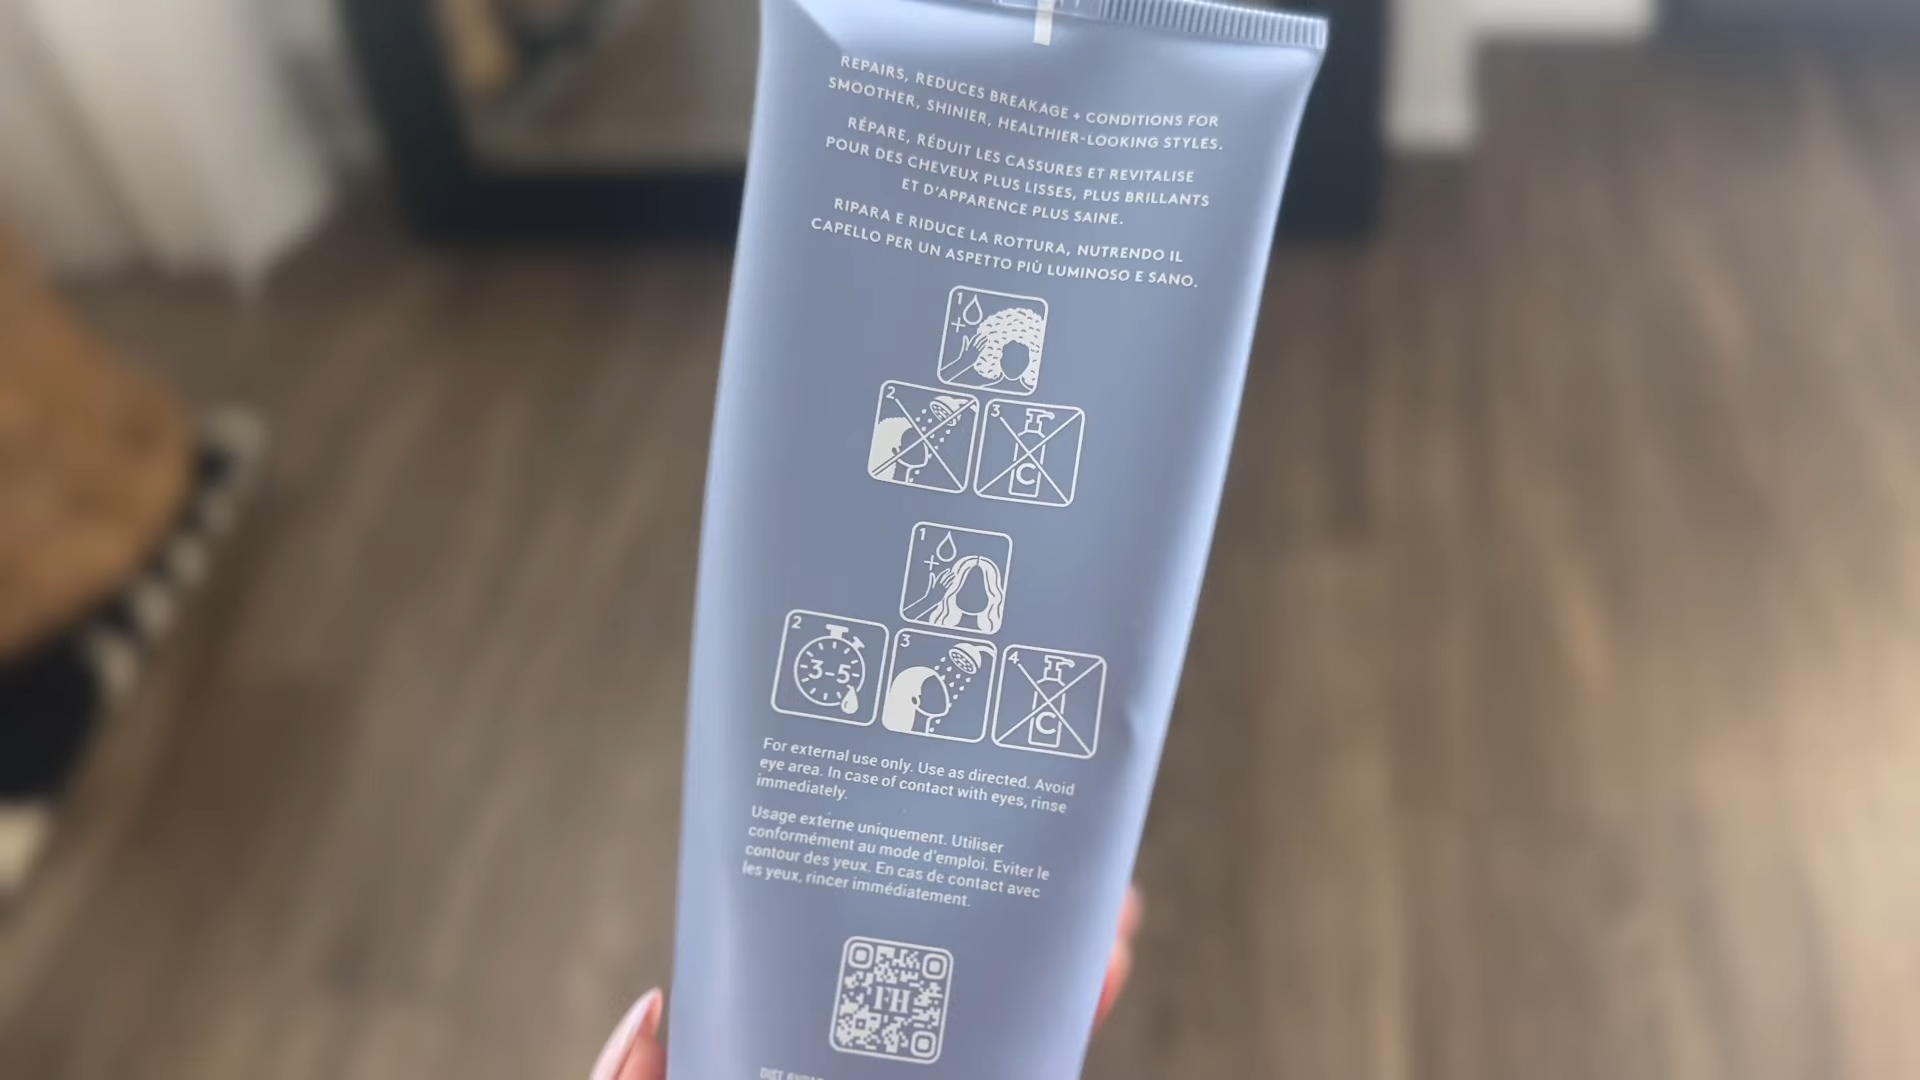 REPAIRS, REDUCES BREAKAGE + CONDITIONS FOR
SMOOTHER, SHINIER, HEALTHIER-LOOKING STYLES.
RÉPARE, RÉDUIT LES CASSURES ET REVITALISE
POUR DES CHEVEUX PLUS LISSES, PLUS BRILLANTS
ET D'APPARENCE PLUS SAINE.
RIPARA E RIDUCE LA ROTTURA, NUTRENDO IL
CAPELLO PER UN ASPETTO PIÙ LUMINOSO E SANO.
1
+
2
3
C
1
+
2
3-5
3
4
C
For external use only. Use as directed. Avoid
eye area. In case of contact with eyes, rinse
immediately.
Usage externe uniquement. Utiliser
conformément au mode d'emploi. Eviter le
contour des yeux. En cas de contact avec
les yeux, rincer immédiatement.
FH
DIST